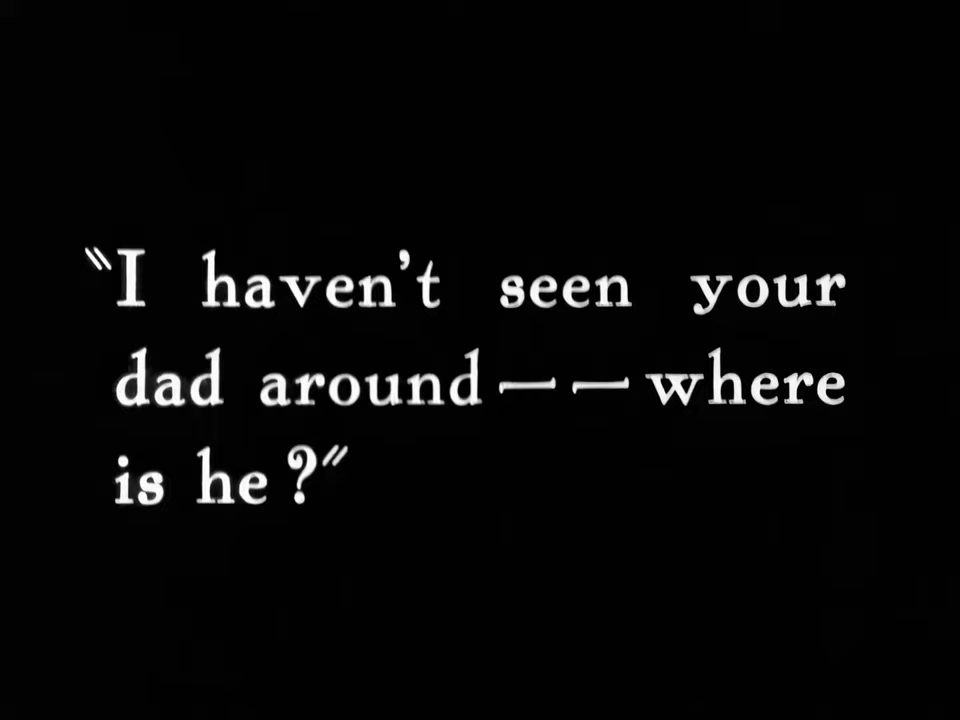 "I haven't seen your
dad around — — where
is he ?"